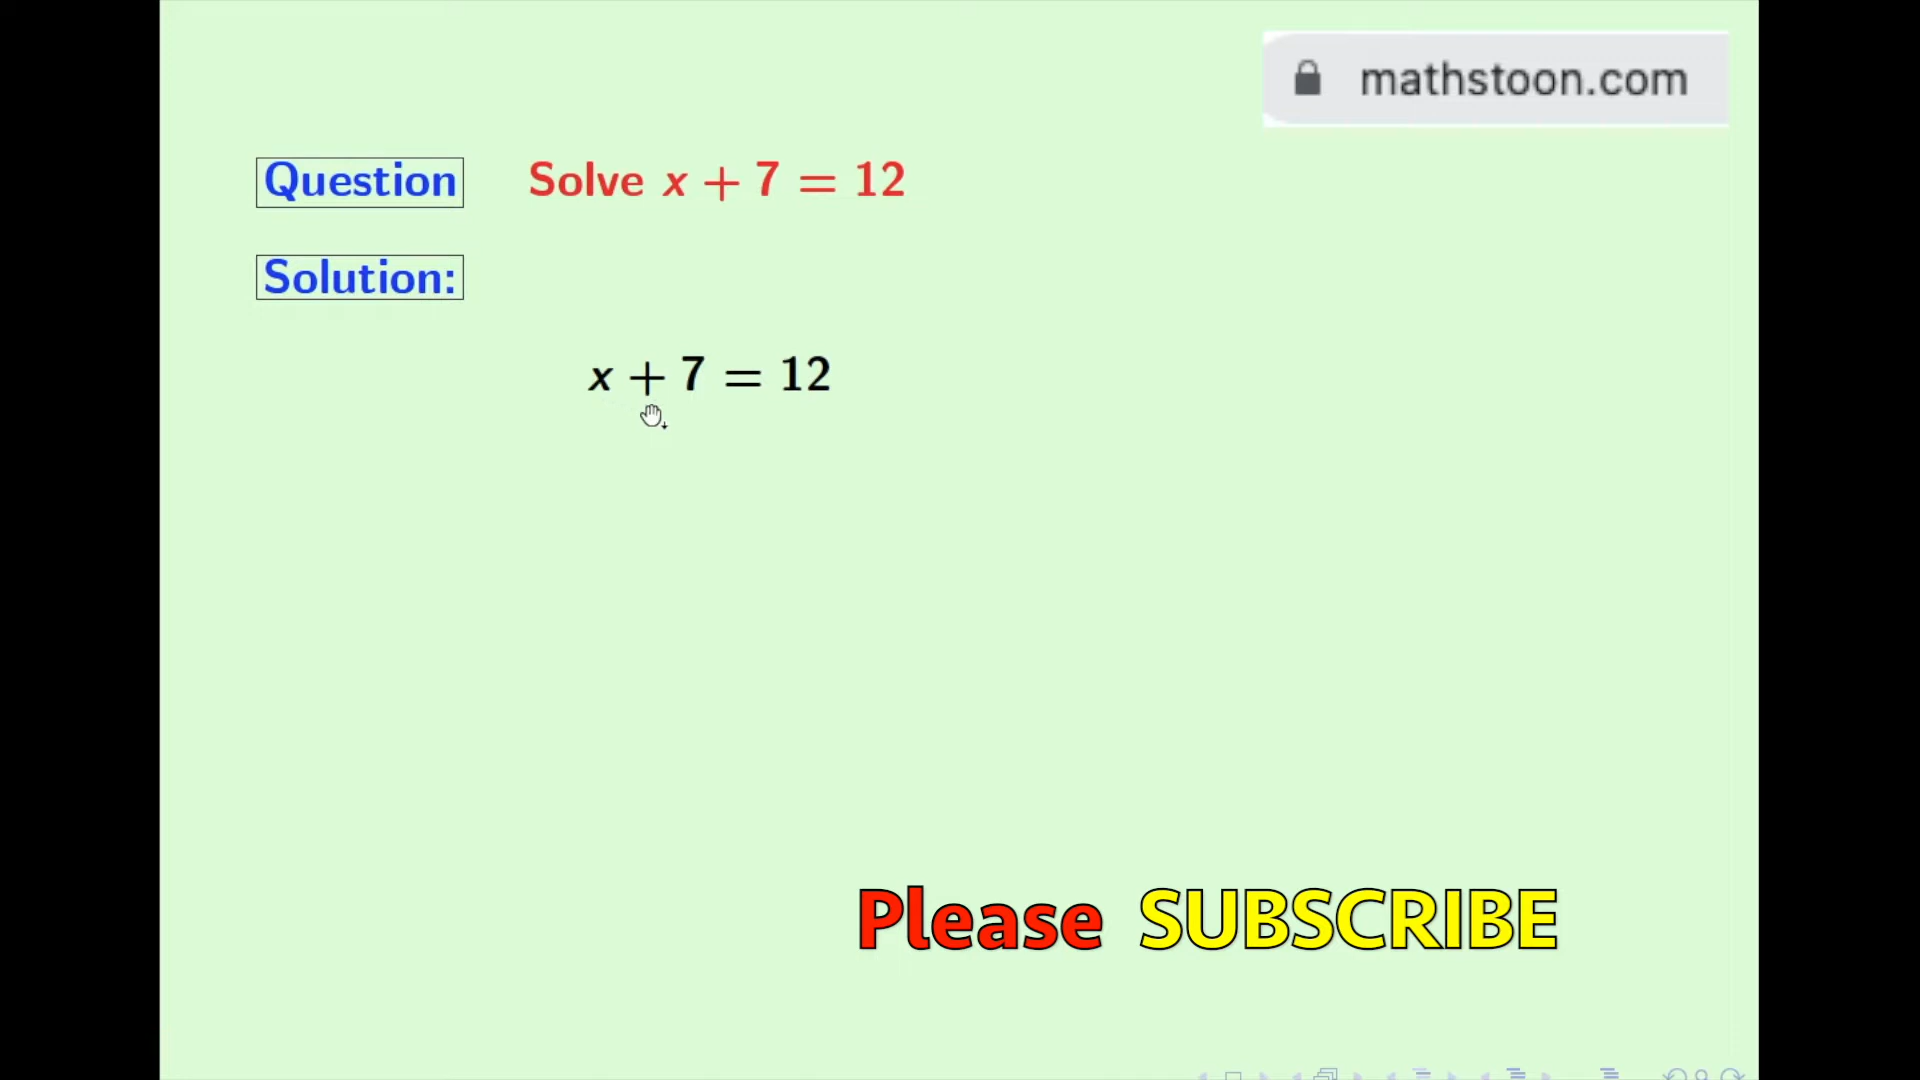 mathstoon.com
Question Solve x + 7 = 12
Solution:
x + 7 = 12
Please SUBSCRIBE